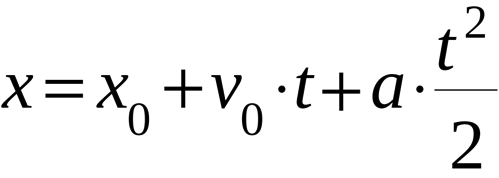 x = x₀ + v₀ · t + a · t²/2